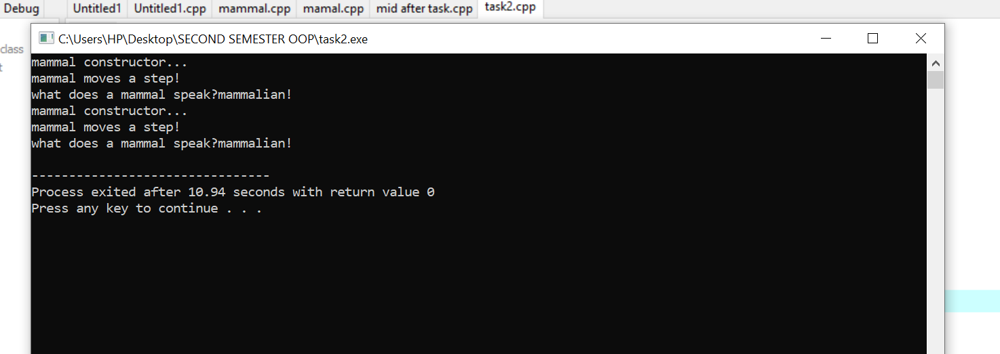 Debug Untitled1 Untitled1.cpp mammal.cpp mamal.cpp mid after task.cpp task2.cpp
C:\Users\HP\Desktop\SECOND SEMESTER OOP\task2.exe
class
t
mammal constructor...
mammal moves a step!
what does a mammal speak?mammalian!
mammal constructor...
mammal moves a step!
what does a mammal speak?mammalian!
--------------------------------
Process exited after 10.94 seconds with return value 0
Press any key to continue . . .